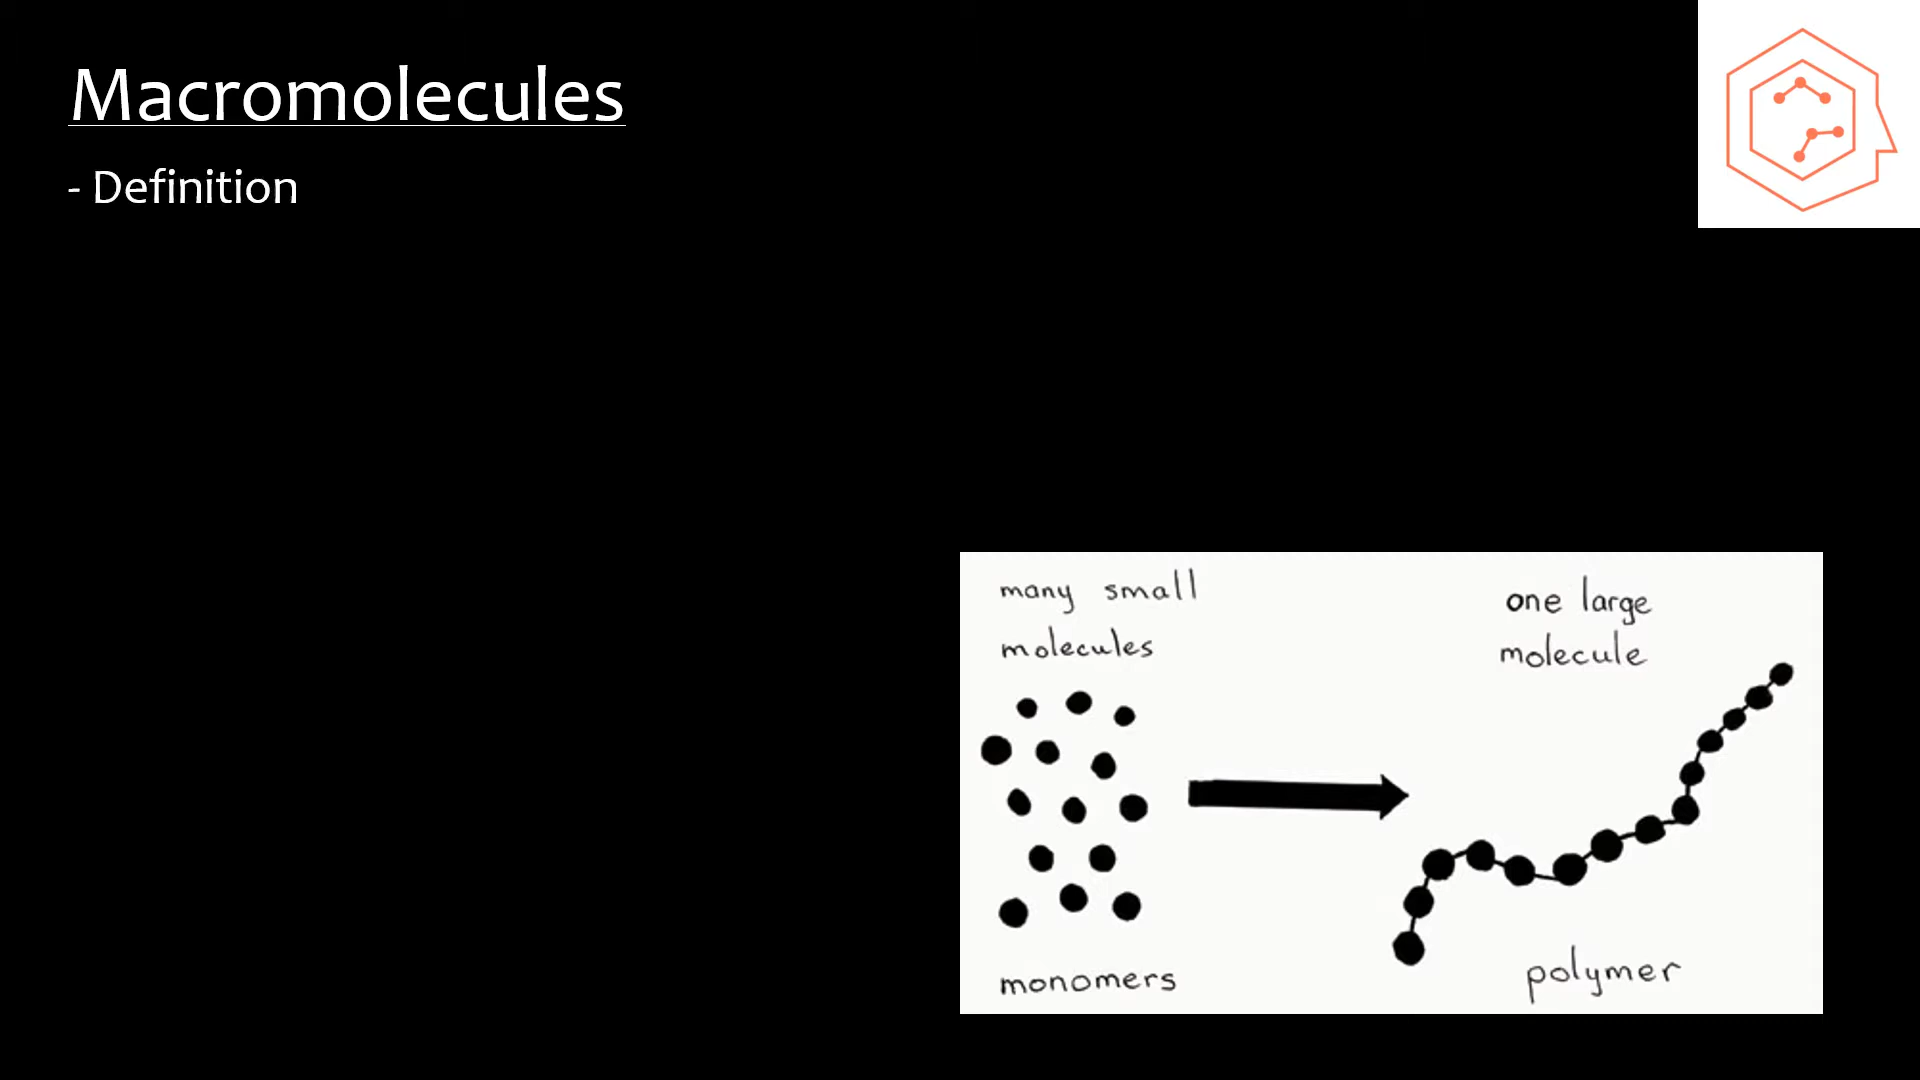 Macromolecules
- Definition
many small
molecules
one large
molecule
monomers
polymer